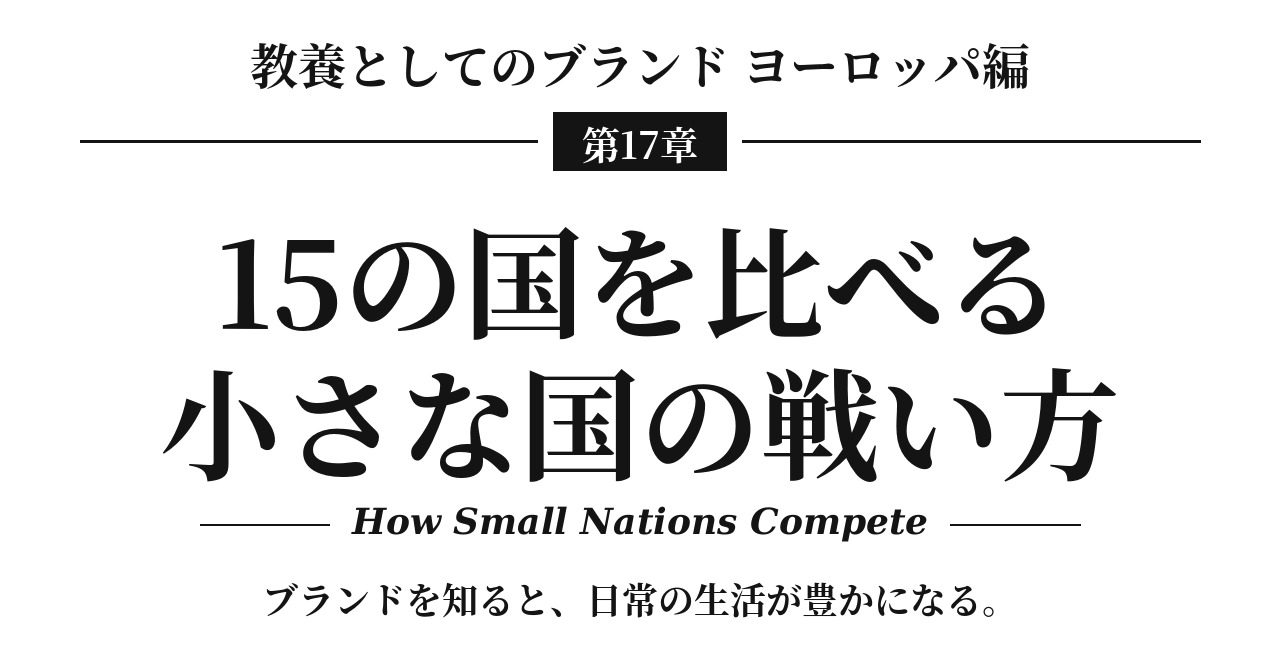 教養としてのブランド ヨーロッパ編
第17章
15の国を比べる
小さな国の戦い方
How Small Nations Compete
ブランドを知ると、日常の生活が豊かになる。